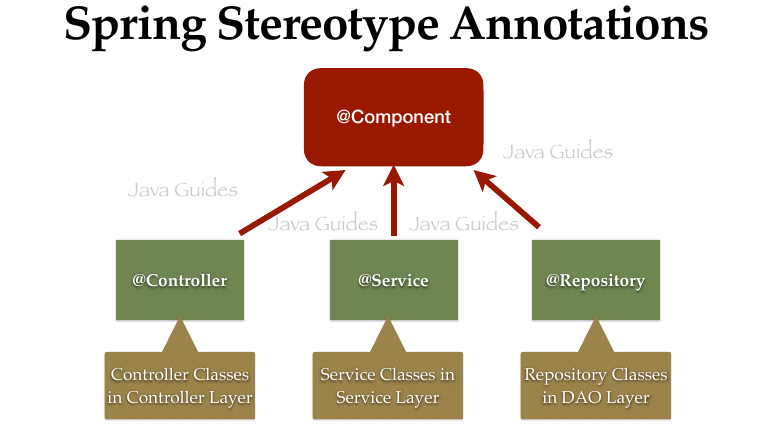 Spring Stereotype Annotations
@Component
Java Guides
Java Guides
Java Guides
Java Guides
@Controller
@Service
@Repository
Controller Classes
in Controller Layer
Service Classes in
Service Layer
Repository Classes
in DAO Layer